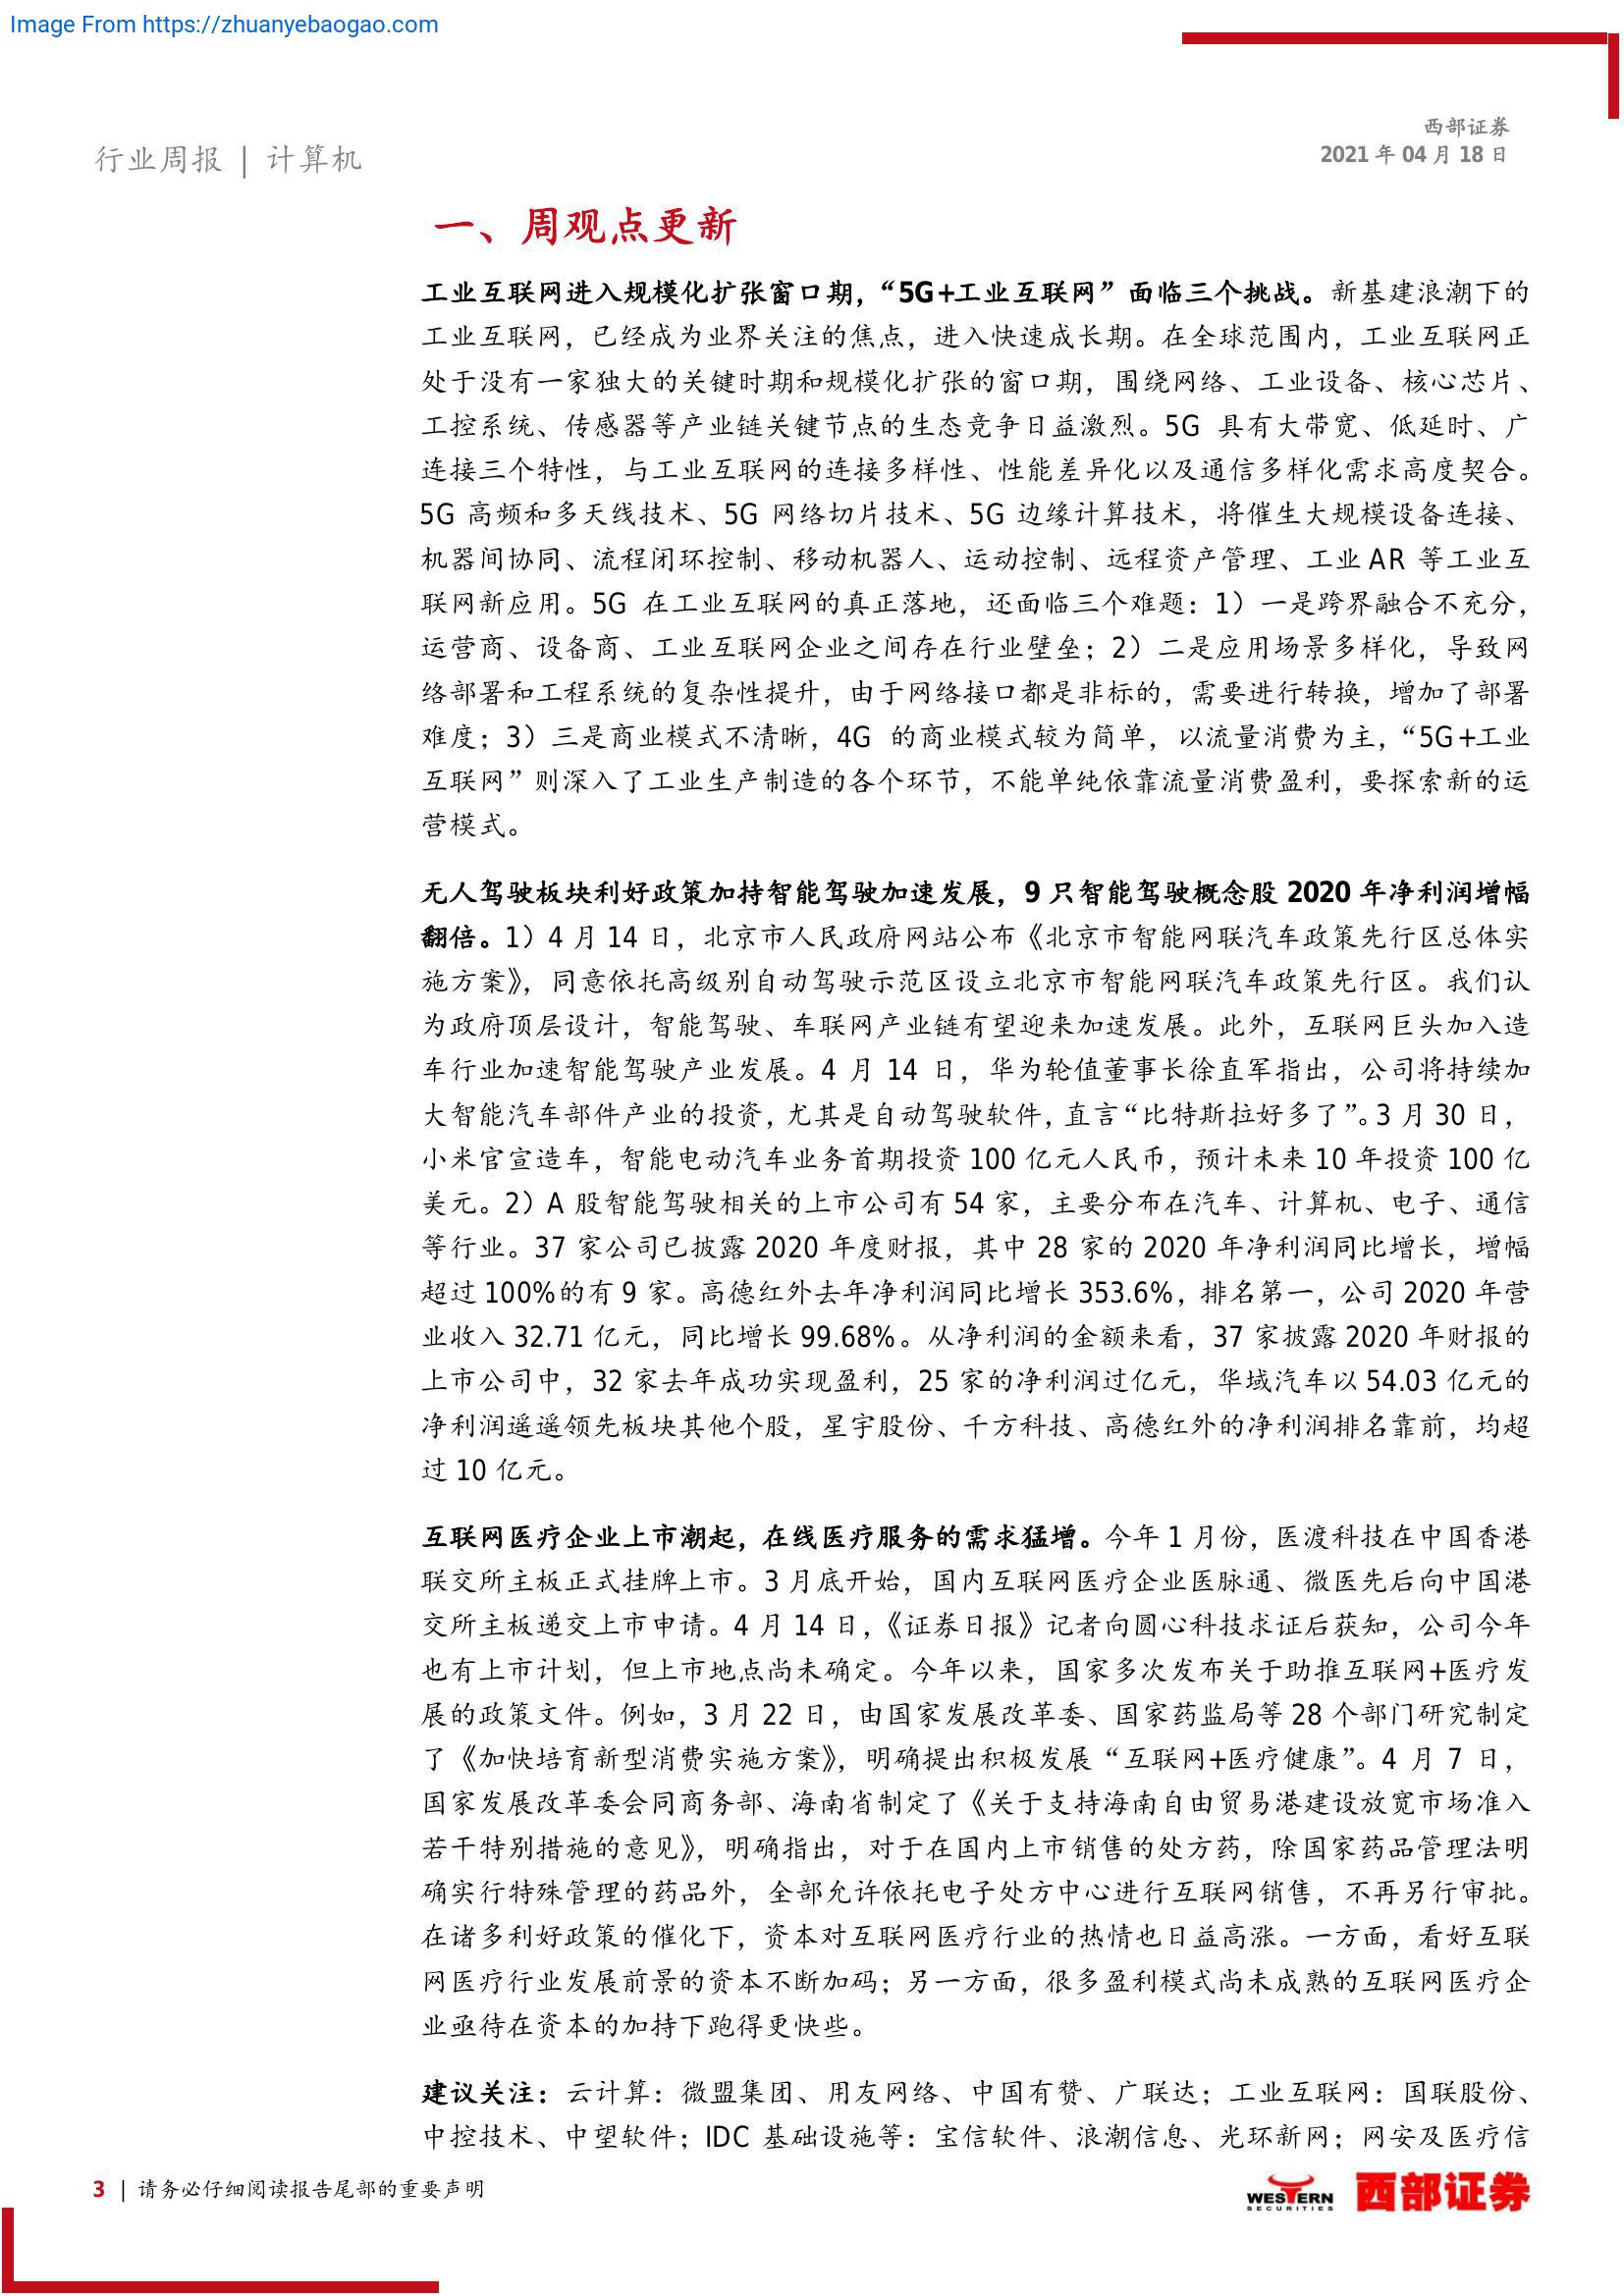 Image From https://zhuanyebaogao.com
西部证券
2021 年 04 月 18 日
行业周报 | 计算机
一、周观点更新
工业互联网进入规模化扩张窗口期，“5G+工业互联网”面临三个挑战。新基建浪潮下的
工业互联网，已经成为业界关注的焦点，进入快速成长期。在全球范围内，工业互联网正
处于没有一家独大的关键时期和规模化扩张的窗口期，围绕网络、工业设备、核心芯片、
工控系统、传感器等产业链关键节点的生态竞争日益激烈。5G 具有大带宽、低延时、广
连接三个特性，与工业互联网的连接多样性、性能差异化以及通信多样化需求高度契合。
5G 高频和多天线技术、5G 网络切片技术、5G 边缘计算技术，将催生大规模设备连接、
机器间协同、流程闭环控制、移动机器人、运动控制、远程资产管理、工业 AR 等工业互
联网新应用。5G 在工业互联网的真正落地，还面临三个难题：1）一是跨界融合不充分，
运营商、设备商、工业互联网企业之间存在行业壁垒；2）二是应用场景多样化，导致网
络部署和工程系统的复杂性提升，由于网络接口都是非标的，需要进行转换，增加了部署
难度；3）三是商业模式不清晰，4G 的商业模式较为简单，以流量消费为主，“5G+工业
互联网”则深入了工业生产制造的各个环节，不能单纯依靠流量消费盈利，要探索新的运
营模式。
无人驾驶板块利好政策加持智能驾驶加速发展，9 只智能驾驶概念股 2020 年净利润增幅
翻倍。1）4 月 14 日，北京市人民政府网站公布《北京市智能网联汽车政策先行区总体实
施方案》，同意依托高级别自动驾驶示范区设立北京市智能网联汽车政策先行区。我们认
为政府顶层设计，智能驾驶、车联网产业链有望迎来加速发展。此外，互联网巨头加入造
车行业加速智能驾驶产业发展。4 月 14 日，华为轮值董事长徐直军指出，公司将持续加
大智能汽车部件产业的投资，尤其是自动驾驶软件，直言“比特斯拉好多了”。3 月 30 日，
小米官宣造车，智能电动汽车业务首期投资 100 亿元人民币，预计未来 10 年投资 100 亿
美元。2）A 股智能驾驶相关的上市公司有 54 家，主要分布在汽车、计算机、电子、通信
等行业。37 家公司已披露 2020 年度财报，其中 28 家的 2020 年净利润同比增长，增幅
超过 100%的有 9 家。高德红外去年净利润同比增长 353.6%，排名第一，公司 2020 年营
业收入 32.71 亿元，同比增长 99.68%。从净利润的金额来看，37 家披露 2020 年财报的
上市公司中，32 家去年成功实现盈利，25 家的净利润过亿元，华域汽车以 54.03 亿元的
净利润遥遥领先板块其他个股，星宇股份、千方科技、高德红外的净利润排名靠前，均超
过 10 亿元。
互联网医疗企业上市潮起，在线医疗服务的需求猛增。今年 1 月份，医渡科技在中国香港
联交所主板正式挂牌上市。3 月底开始，国内互联网医疗企业医脉通、微医先后向中国港
交所主板递交上市申请。4 月 14 日，《证券日报》记者向圆心科技求证后获知，公司今年
也有上市计划，但上市地点尚未确定。今年以来，国家多次发布关于助推互联网+医疗发
展的政策文件。例如，3 月 22 日，由国家发展改革委、国家药监局等 28 个部门研究制定
了《加快培育新型消费实施方案》，明确提出积极发展“互联网+医疗健康”。4 月 7 日，
国家发展改革委会同商务部、海南省制定了《关于支持海南自由贸易港建设放宽市场准入
若干特别措施的意见》，明确指出，对于在国内上市销售的处方药，除国家药品管理法明
确实行特殊管理的药品外，全部允许依托电子处方中心进行互联网销售，不再另行审批。
在诸多利好政策的催化下，资本对互联网医疗行业的热情也日益高涨。一方面，看好互联
网医疗行业发展前景的资本不断加码；另一方面，很多盈利模式尚未成熟的互联网医疗企
业亟待在资本的加持下跑得更快些。
建议关注：云计算：微盟集团、用友网络、中国有赞、广联达；工业互联网：国联股份、
中控技术、中望软件；IDC 基础设施等：宝信软件、浪潮信息、光环新网；网安及医疗信
3 | 请务必仔细阅读报告尾部的重要声明
WESTERN
SECURITIES
西部证券